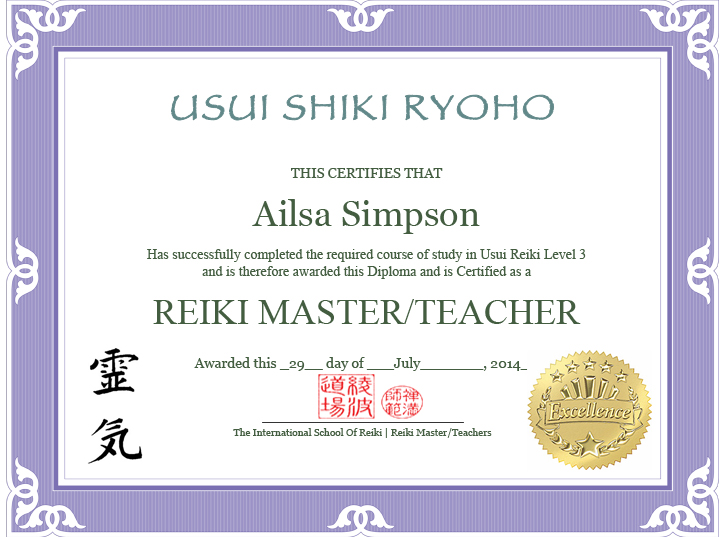 USUI SHIKI RYOHO
THIS CERTIFIES THAT
Ailsa Simpson
Has successfully completed the required course of study in Usui Reiki Level 3
and is therefore awarded this Diploma and is Certified as a
REIKI MASTER/TEACHER
Awarded this _29__ day of ___July_______, 2014_
霊
気
綾波
道場
禅満
師範
Excellence
The International School Of Reiki | Reiki Master/Teachers